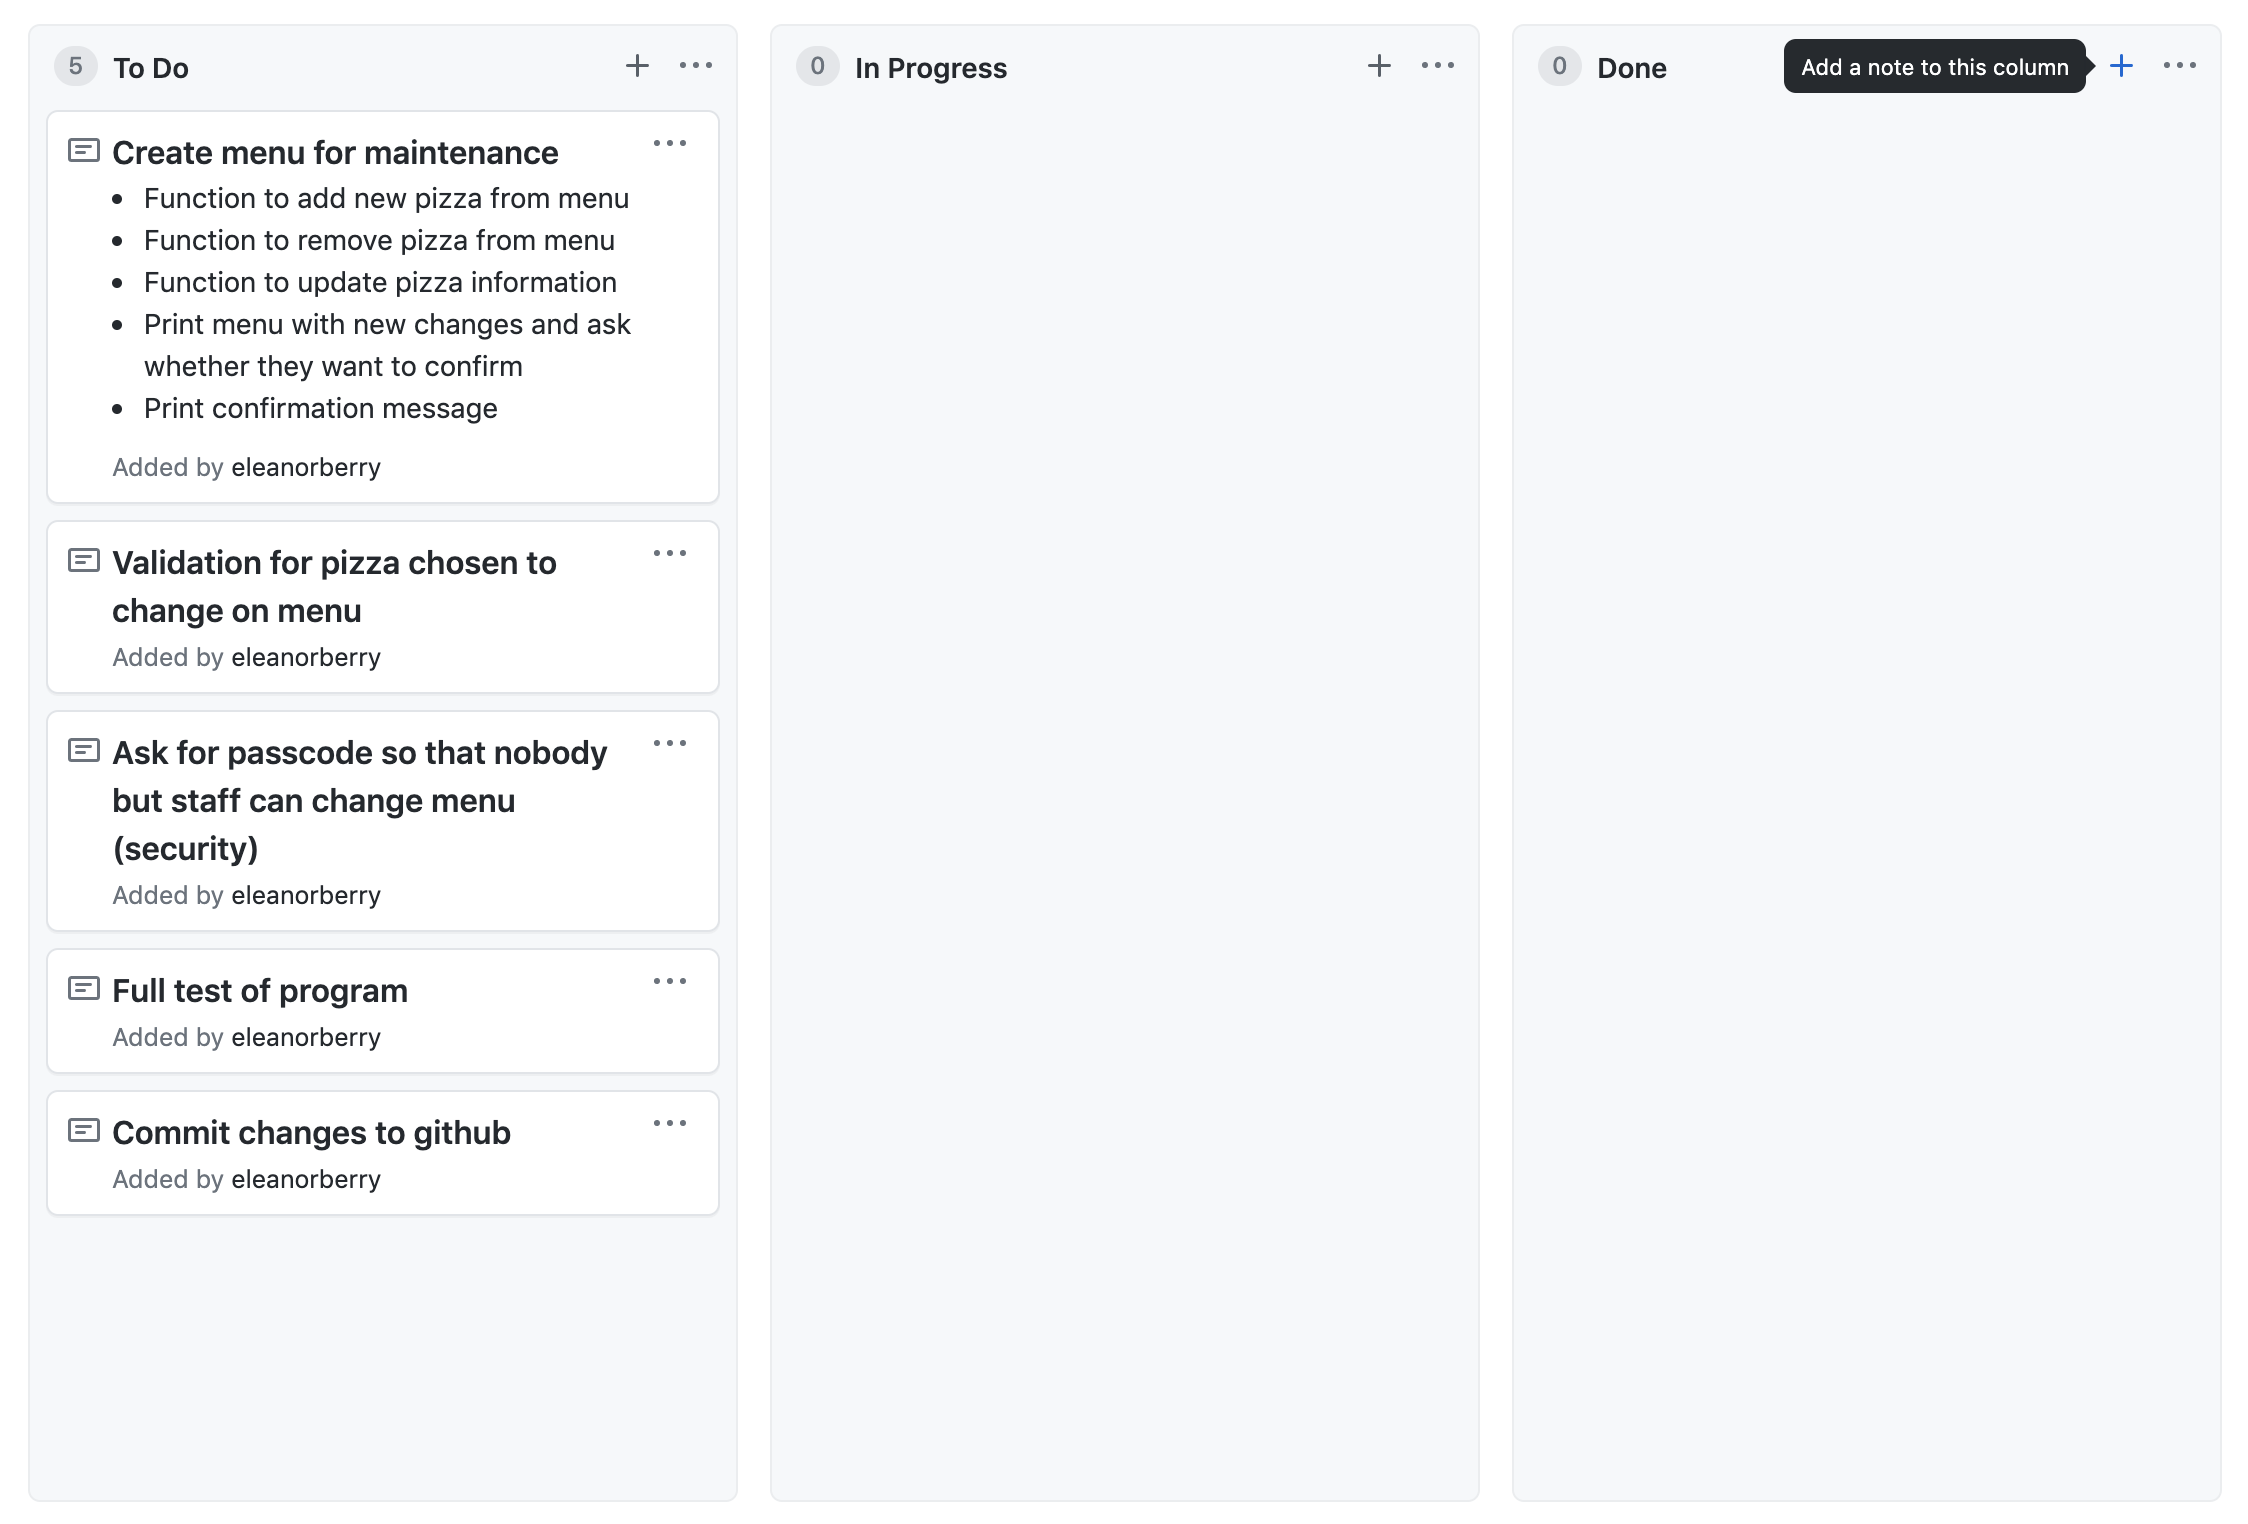 5 To Do
Create menu for maintenance
Function to add new pizza from menu
Function to remove pizza from menu
Function to update pizza information
Print menu with new changes and ask
whether they want to confirm
Print confirmation message
Added by eleanorberry
Validation for pizza chosen to
change on menu
Added by eleanorberry
Ask for passcode so that nobody
but staff can change menu
(security)
Added by eleanorberry
Full test of program
Added by eleanorberry
Commit changes to github
Added by eleanorberry
0 In Progress
0 Done
Add a note to this column